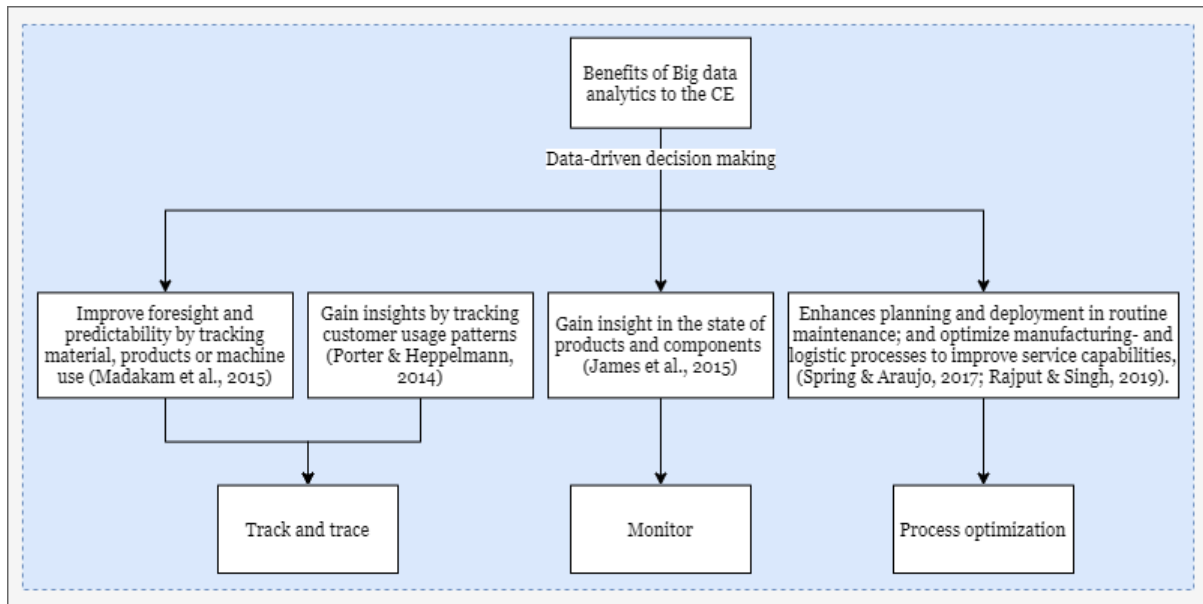 Benefits of Big data
analytics to the CE
Data-driven decision making
Improve foresight and
predictability by tracking
material, products or machine
use (Madakam et al., 2015)
Gain insights by tracking
customer usage patterns
(Porter & Heppelmann,
2014)
Gain insight in the state of
products and components
(James et al., 2015)
Enhances planning and deployment in routine
maintenance; and optimize manufacturing- and
logistic processes to improve service capabilities,
(Spring & Araujo, 2017; Rajput & Singh, 2019).
Track and trace
Monitor
Process optimization